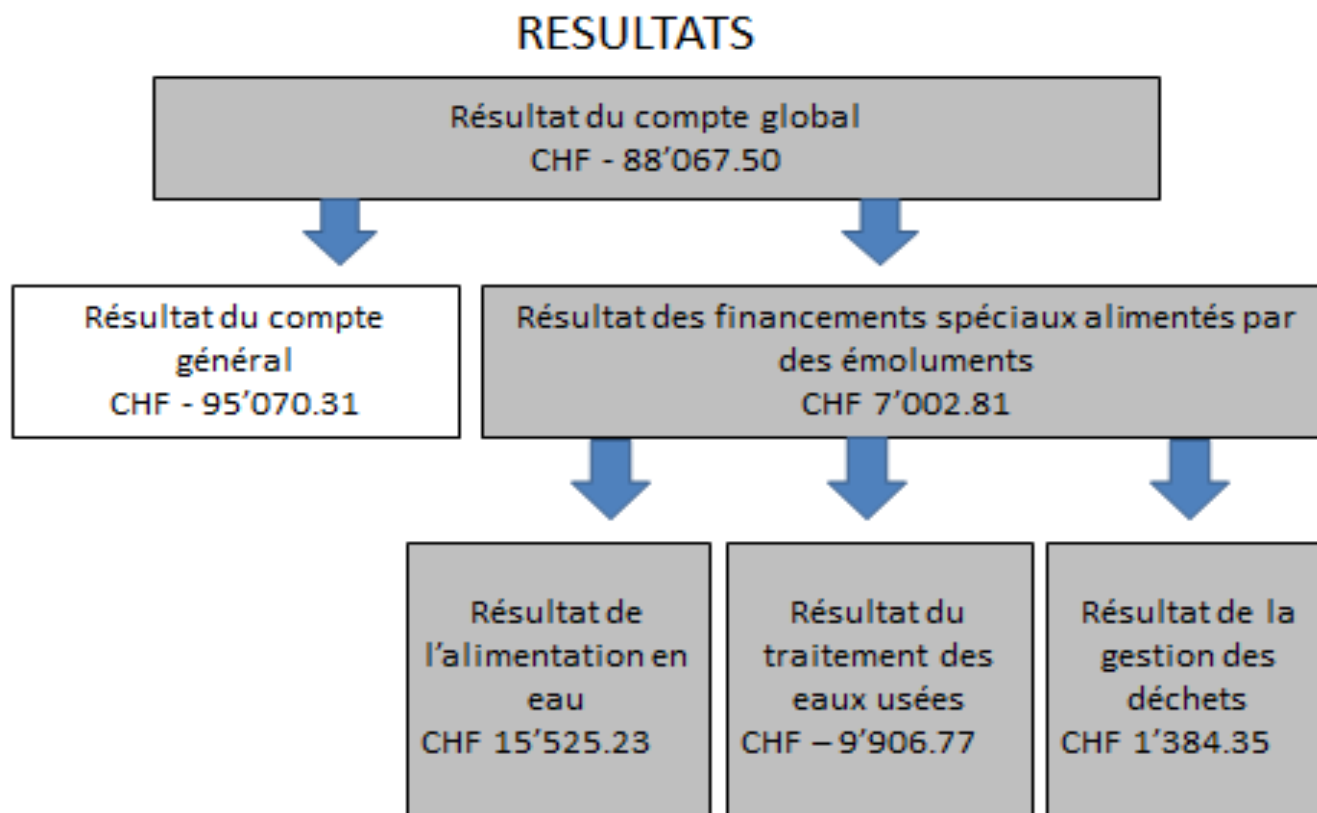 RESULTATS
Résultat du compte global
CHF - 88’067.50
Résultat du compte
général
CHF - 95’070.31
Résultat des financements spéciaux alimentés par
des émoluments
CHF 7’002.81
Résultat de
l’alimentation en
eau
CHF 15’525.23
Résultat du
traitement des
eaux usées
CHF – 9’906.77
Résultat de la
gestion des
déchets
CHF 1’384.35